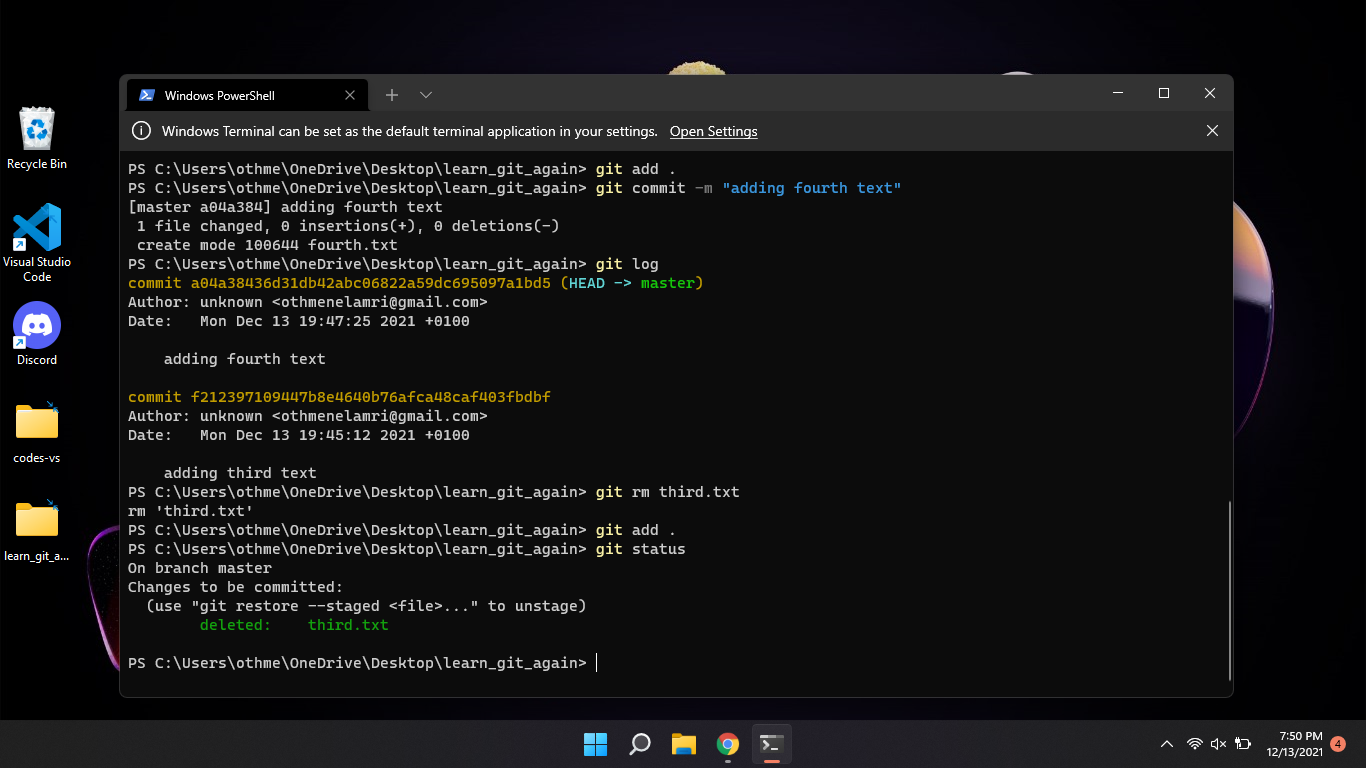 Windows PowerShell
Windows Terminal can be set as the default terminal application in your settings. Open Settings
PS C:\Users\othme\OneDrive\Desktop\learn_git_again> git add .
PS C:\Users\othme\OneDrive\Desktop\learn_git_again> git commit -m "adding fourth text"
[master a04a384] adding fourth text
 1 file changed, 0 insertions(+), 0 deletions(-)
 create mode 100644 fourth.txt
PS C:\Users\othme\OneDrive\Desktop\learn_git_again> git log
commit a04a38436d31db42abc06822a59dc695097a1bd5 (HEAD -> master)
Author: unknown <othmenelamri@gmail.com>
Date:   Mon Dec 13 19:47:25 2021 +0100
    adding fourth text
commit f212397109447b8e4640b76afca48caf403fbdbf
Author: unknown <othmenelamri@gmail.com>
Date:   Mon Dec 13 19:45:12 2021 +0100
    adding third text
PS C:\Users\othme\OneDrive\Desktop\learn_git_again> git rm third.txt
rm 'third.txt'
PS C:\Users\othme\OneDrive\Desktop\learn_git_again> git add .
PS C:\Users\othme\OneDrive\Desktop\learn_git_again> git status
On branch master
Changes to be committed:
  (use "git restore --staged <file>..." to unstage)
        deleted:    third.txt
PS C:\Users\othme\OneDrive\Desktop\learn_git_again>
Recycle Bin
Visual Studio
Code
Discord
codes-vs
learn_git_a...
7:50 PM
12/13/2021
4